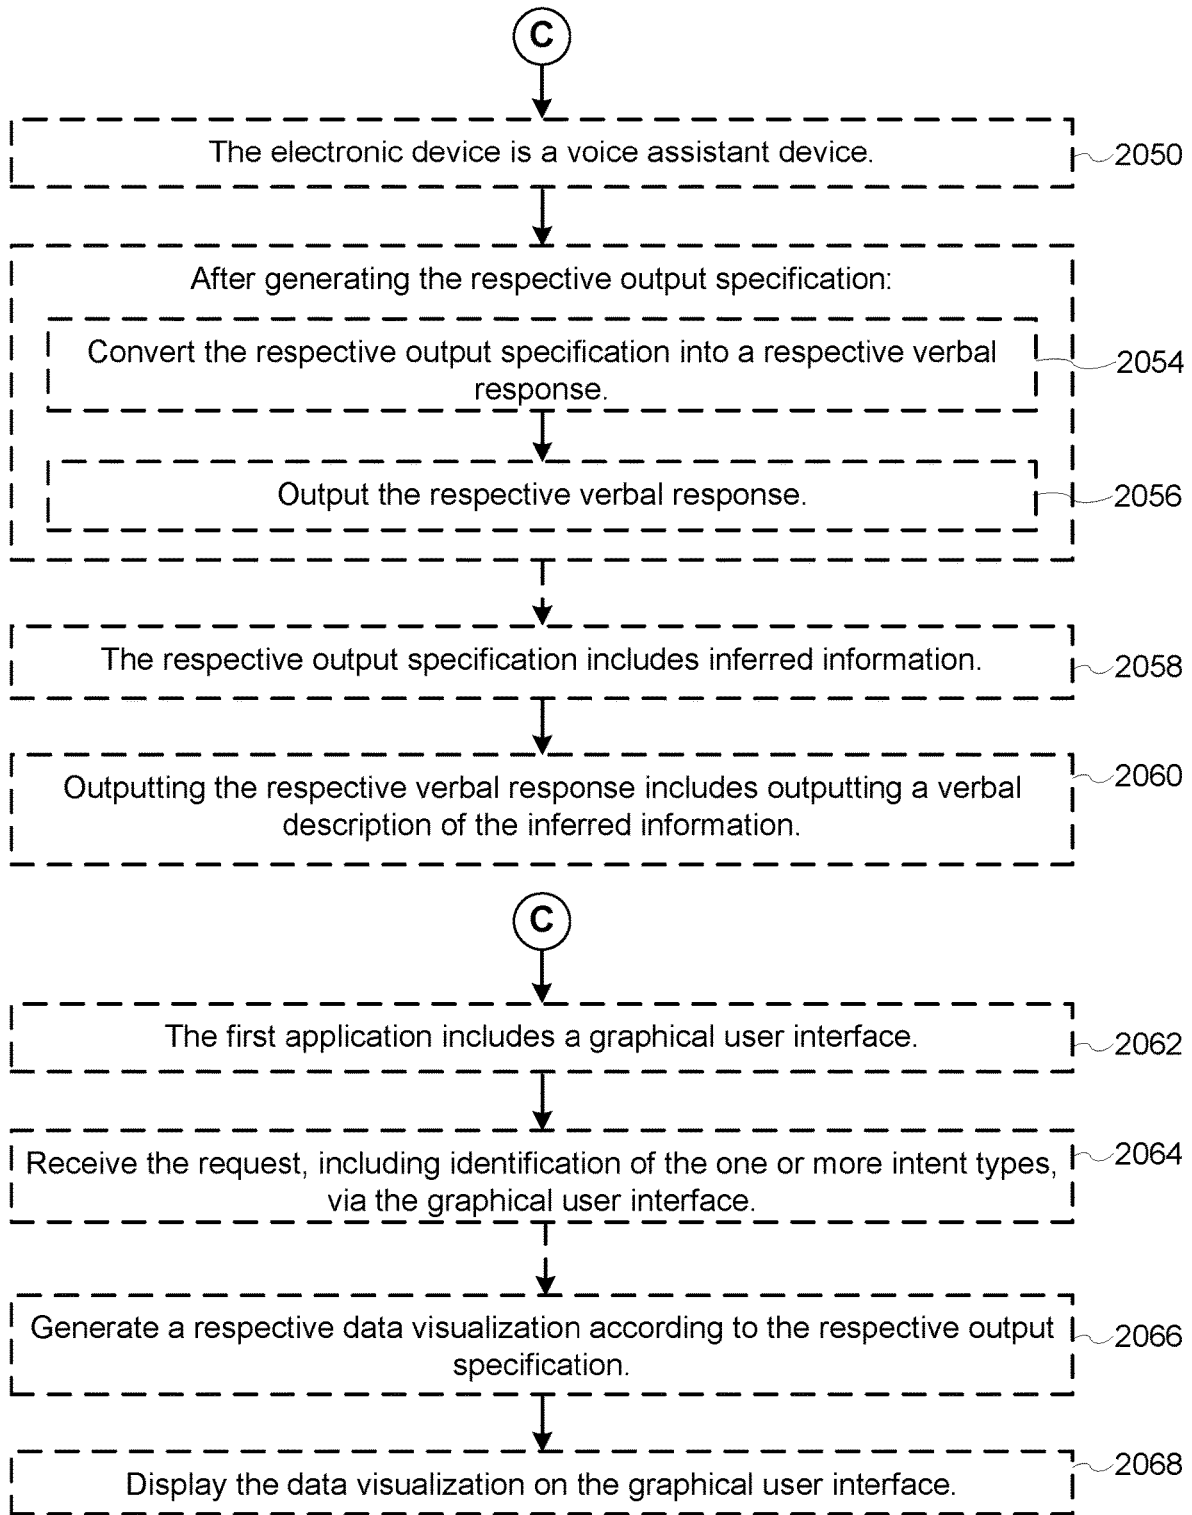 C
The electronic device is a voice assistant device.
2050
After generating the respective output specification:
Convert the respective output specification into a respective verbal
response.
2054
Output the respective verbal response.
2056
The respective output specification includes inferred information.
2058
Outputting the respective verbal response includes outputting a verbal
description of the inferred information.
2060
C
The first application includes a graphical user interface.
2062
Receive the request, including identification of the one or more intent types,
via the graphical user interface.
2064
Generate a respective data visualization according to the respective output
specification.
2066
Display the data visualization on the graphical user interface.
2068